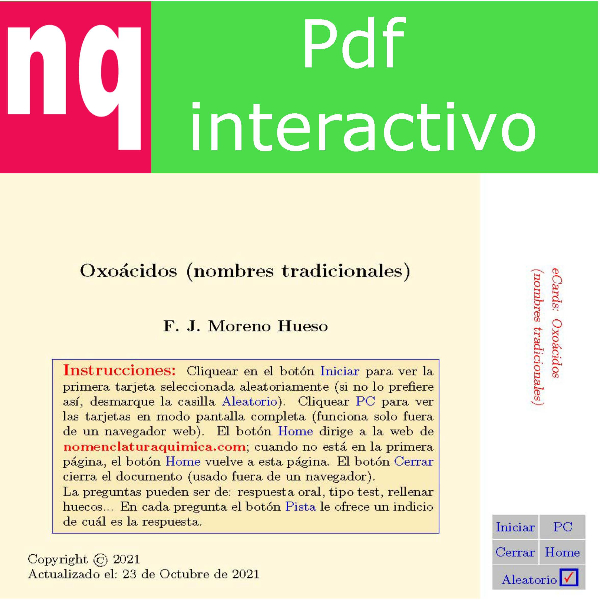 nq
Pdf
interactivo
Oxoácidos (nombres tradicionales)
F. J. Moreno Hueso
Instrucciones: Cliquear en el botón Iniciar para ver la
primera tarjeta seleccionada aleatoriamente (si no lo prefiere
así, desmarque la casilla Aleatorio). Cliquear PC para ver
las tarjetas en modo pantalla completa (funciona solo fuera
de un navegador web). El botón Home dirige a la web de
nomenclaturaquimica.com; cuando no está en la primera
página, el botón Home vuelve a esta página. El botón Cerrar
cierra el documento (usado fuera de un navegador).
La preguntas pueden ser de: respuesta oral, tipo test, rellenar
huecos... En cada pregunta el botón Pista le ofrece un indicio
de cuál es la respuesta.
Copyright © 2021
Actualizado el: 23 de Octubre de 2021
eCards: Oxoácidos
(nombres tradicionales)
Iniciar PC
Cerrar Home
Aleatorio